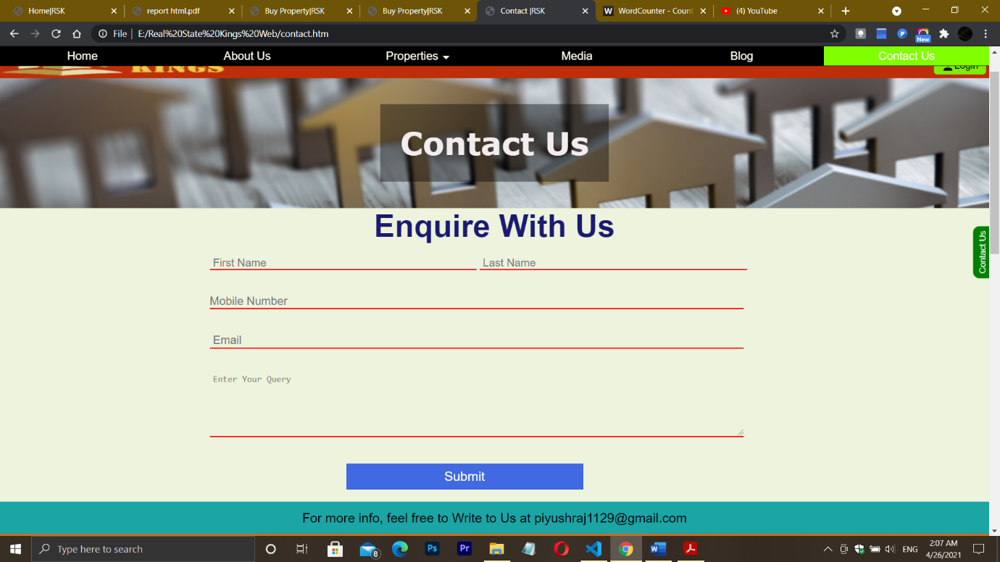 Home|RSK
report html.pdf
Buy Property|RSK
Buy Property|RSK
Contact |RSK
W WordCounter - Count
(4) YouTube
File | E:/Real%20State%20Kings%20Web/contact.htm
P
New
Home About Us Properties Media Blog Contact Us
KINGS
Login
Contact Us
Enquire With Us
First Name Last Name
Mobile Number
Email
Enter Your Query
Contact Us
Submit
For more info, feel free to Write to Us at piyushraj1129@gmail.com
Type here to search
8
Ps
Pr
W
ENG
2:07 AM
4/26/2021